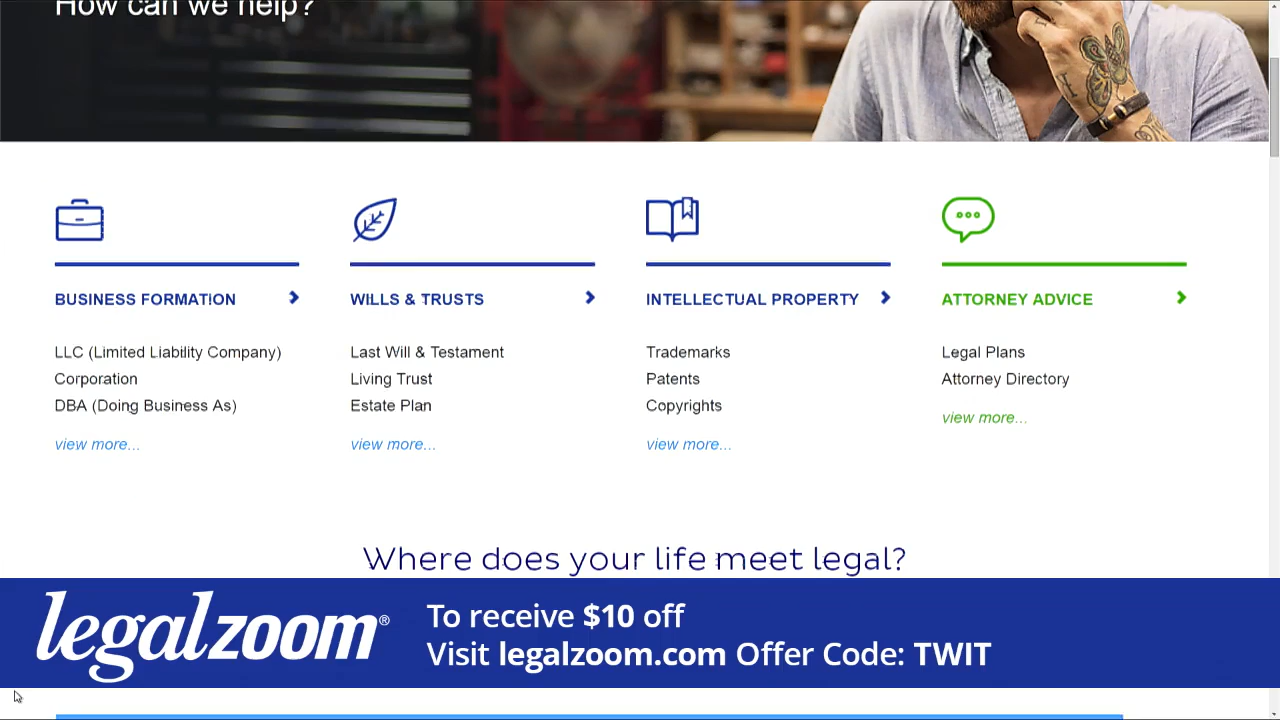 How can we help?
BUSINESS FORMATION
LLC (Limited Liability Company)
Corporation
DBA (Doing Business As)
view more...
WILLS & TRUSTS
Last Will & Testament
Living Trust
Estate Plan
view more...
INTELLECTUAL PROPERTY
Trademarks
Patents
Copyrights
view more...
ATTORNEY ADVICE
Legal Plans
Attorney Directory
view more...
Where does your life meet legal?
legalzoom®
To receive $10 off
Visit legalzoom.com Offer Code: TWIT